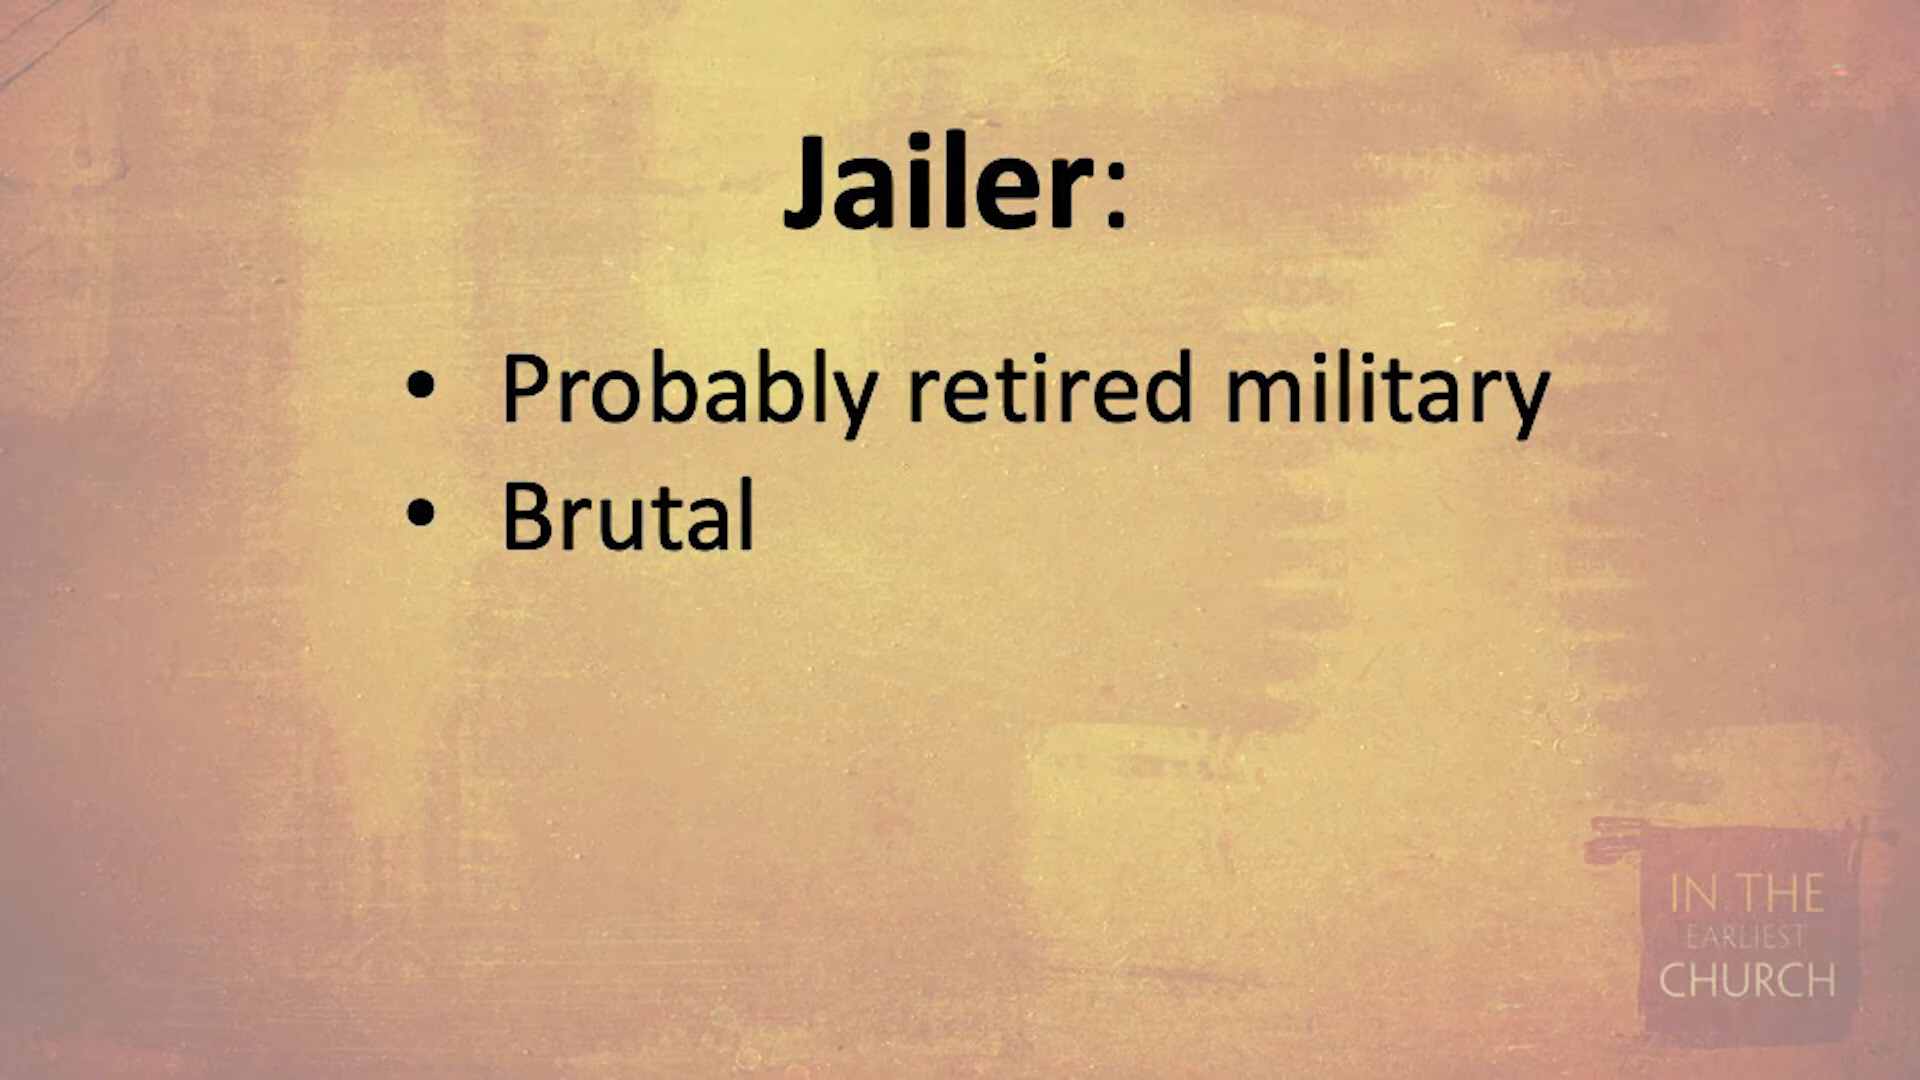 Jailer:
• Probably retired military
• Brutal
IN THE
EARLIEST
CHURCH